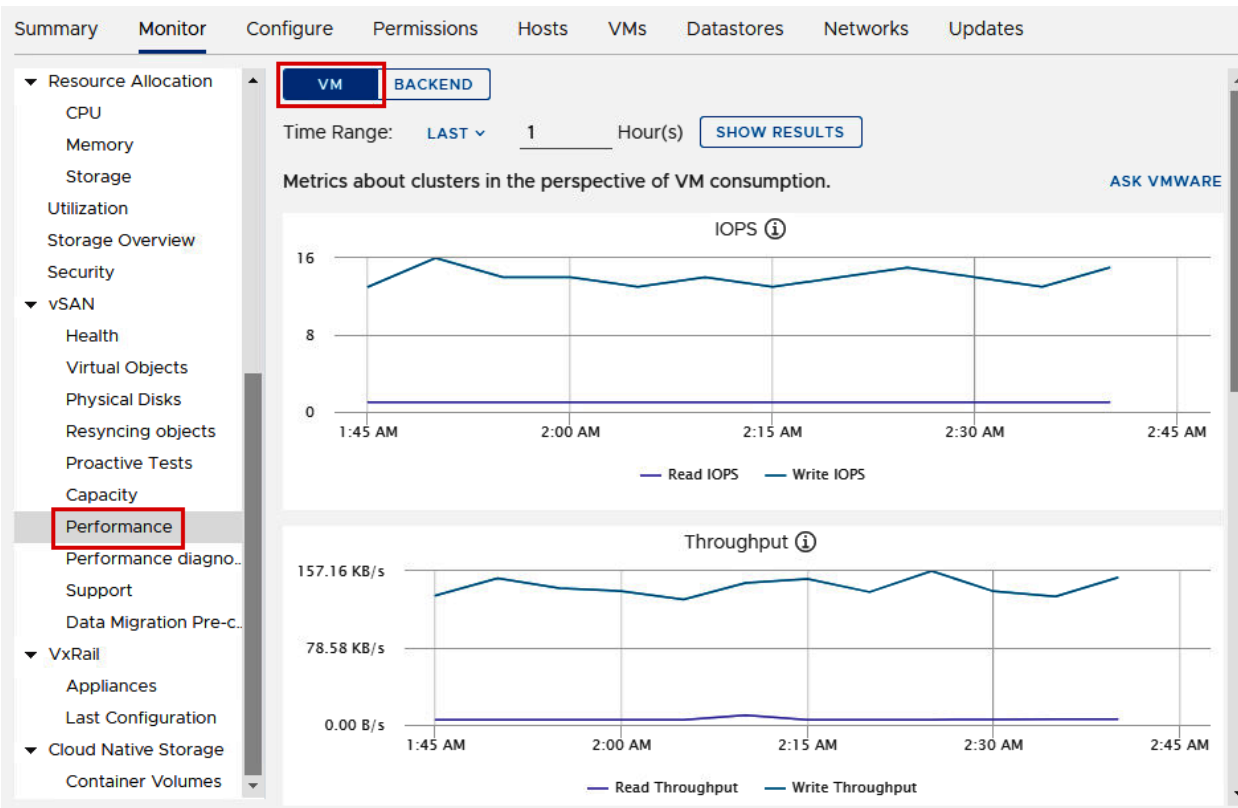 Summary Monitor Configure Permissions Hosts VMs Datastores Networks Updates
Resource Allocation
CPU
Memory
Storage
Utilization
Storage Overview
Security
vSAN
Health
Virtual Objects
Physical Disks
Resyncing objects
Proactive Tests
Capacity
Performance
Performance diagno..
Support
Data Migration Pre-c..
VxRail
Appliances
Last Configuration
Cloud Native Storage
Container Volumes
VM BACKEND
Time Range: LAST 1 Hour(s) SHOW RESULTS
Metrics about clusters in the perspective of VM consumption. ASK VMWARE
IOPS
16
8
0
1:45 AM 2:00 AM 2:15 AM 2:30 AM 2:45 AM
Read IOPS Write IOPS
Throughput
157.16 KB/s
78.58 KB/s
0.00 B/s
1:45 AM 2:00 AM 2:15 AM 2:30 AM 2:45 AM
Read Throughput Write Throughput